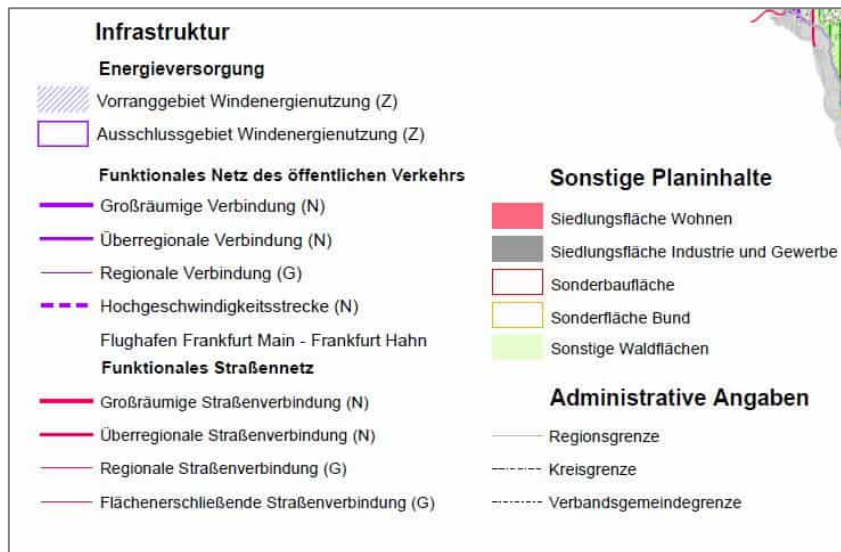 Infrastruktur
Energieversorgung
Vorranggebiet Windenergienutzung (Z)
Ausschlussgebiet Windenergienutzung (Z)
Funktionales Netz des öffentlichen Verkehrs
Großräumige Verbindung (N)
Überregionale Verbindung (N)
Regionale Verbindung (G)
Hochgeschwindigkeitsstrecke (N)
Flughafen Frankfurt Main - Frankfurt Hahn
Funktionales Straßennetz
Großräumige Straßenverbindung (N)
Überregionale Straßenverbindung (N)
Regionale Straßenverbindung (G)
Flächenerschließende Straßenverbindung (G)
Sonstige Planinhalte
Siedlungsfläche Wohnen
Siedlungsfläche Industrie und Gewerbe
Sonderbaufläche
Sonderfläche Bund
Sonstige Waldflächen
Administrative Angaben
Regionsgrenze
Kreisgrenze
Verbandsgemeindegrenze